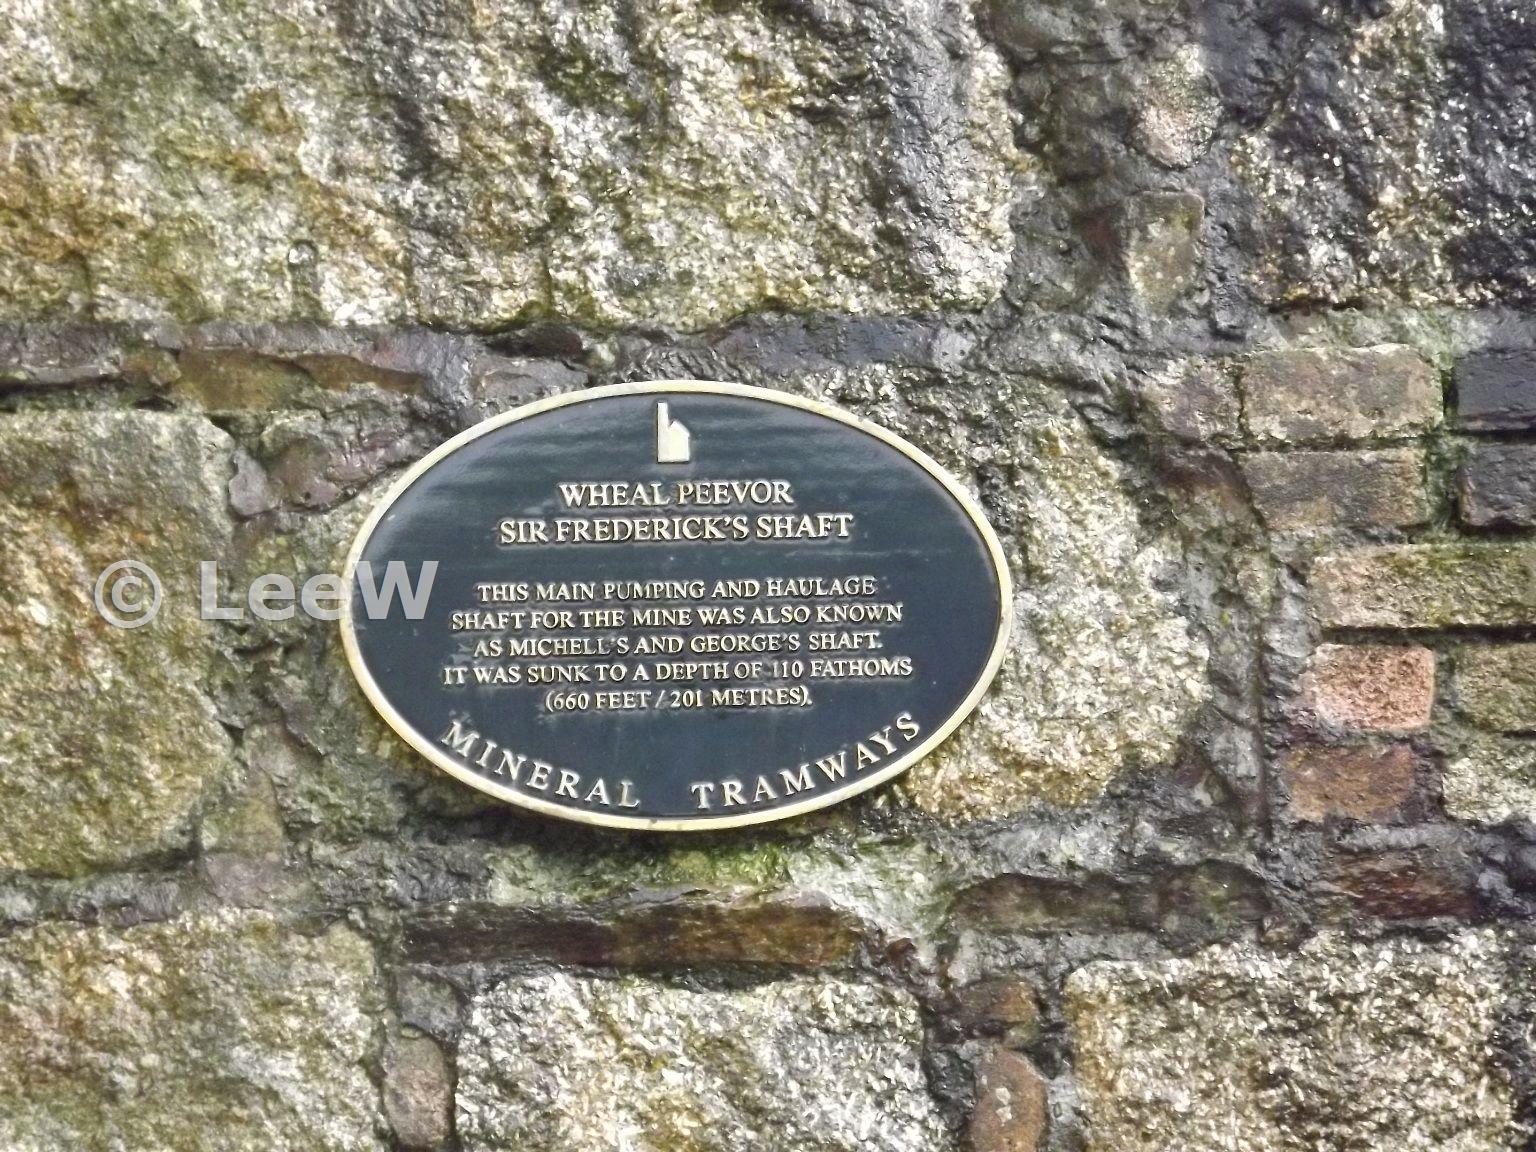 WHEAL PEEVOR
SIR FREDERICK'S SHAFT
THIS MAIN PUMPING AND HAULAGE
SHAFT FOR THE MINE WAS ALSO KNOWN
AS MICHELL'S AND GEORGE'S SHAFT.
IT WAS SUNK TO A DEPTH OF 110 FATHOMS
(660 FEET / 201 METRES).
MINERAL TRAMWAYS
© LeeW